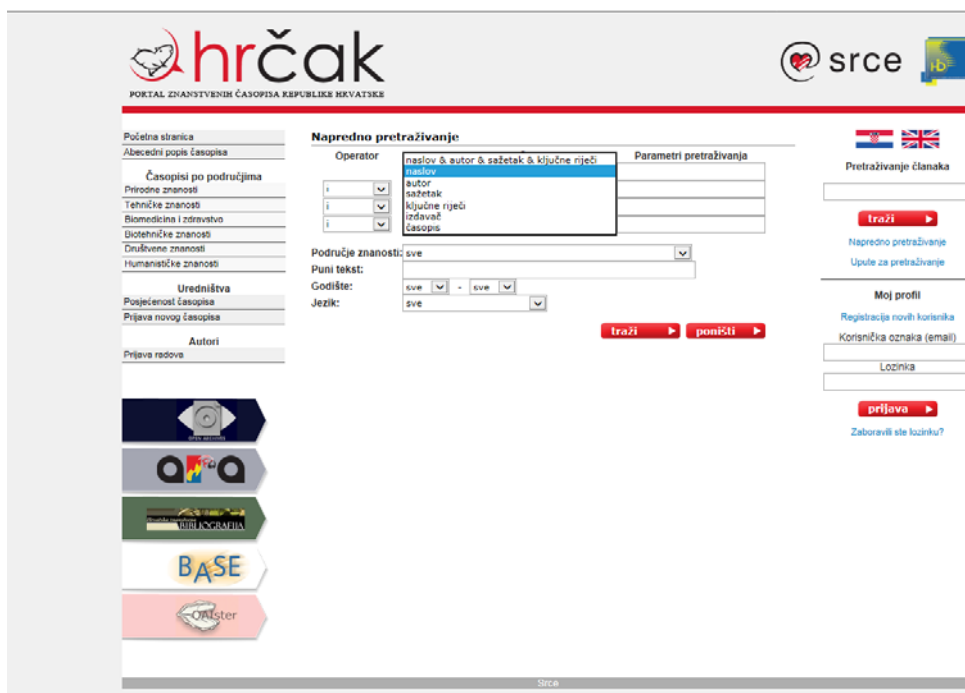 hrčak
PORTAL ZNANSTVENIH ČASOPISA REPUBLIKE HRVATSKE
srce
Početna stranica
Abecedni popis časopisa
Časopisi po područjima
Prirodne znanosti
Tehničke znanosti
Biomedicina i zdravstvo
Biotehničke znanosti
Društvene znanosti
Humanističke znanosti
Uredništva
Posjećenost časopisa
Prijava novog časopisa
Autori
Prijava radova
BIBLIOGRAFIJA
BASE
OAIster
Napredno pretraživanje
Operator
Parametri pretraživanja
naslov & autor & sažetak & ključne riječi
naslov
autor
sažetak
ključne riječi
izdavač
časopis
i
i
i
Područje znanosti: sve
Puni tekst:
Godište: sve - sve
Jezik: sve
traži poništi
Pretraživanje članaka
traži
Napredno pretraživanje
Upute za pretraživanje
Moj profil
Registracija novih korisnika
Korisnička oznaka (email)
Lozinka
prijava
Zaboravili ste lozinku?
Srce